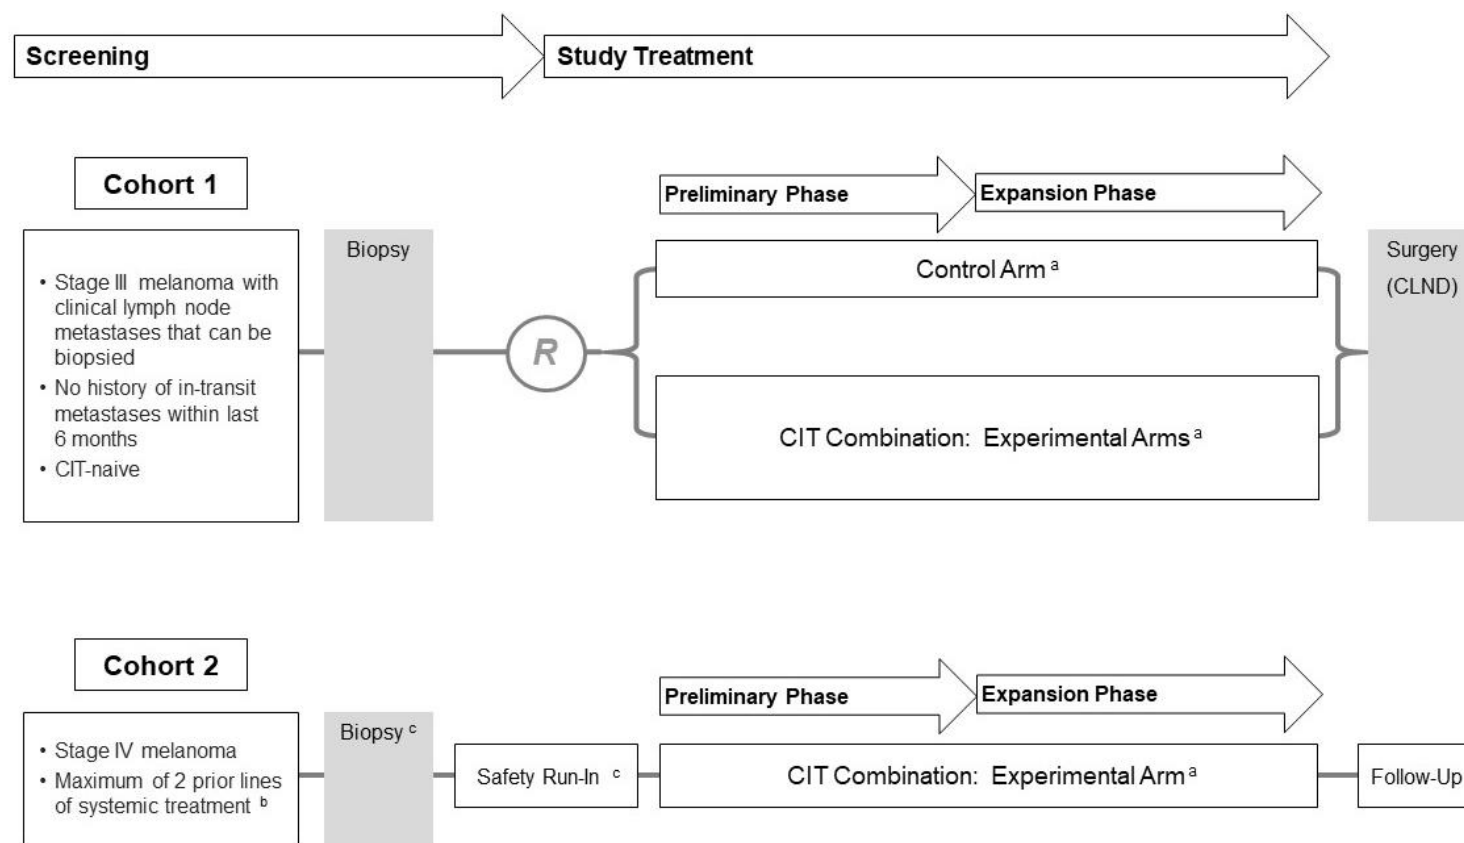 Screening
Study Treatment
Cohort 1
Preliminary Phase
Expansion Phase
• Stage III melanoma with
clinical lymph node
metastases that can be
biopsied
• No history of in-transit
metastases within last
6 months
• CIT-naive
Biopsy
R
Control Arm a
CIT Combination: Experimental Arms a
Surgery
(CLND)
Cohort 2
Preliminary Phase
Expansion Phase
• Stage IV melanoma
• Maximum of 2 prior lines
of systemic treatment b
Biopsy c
Safety Run-In c
CIT Combination: Experimental Arm a
Follow-Up